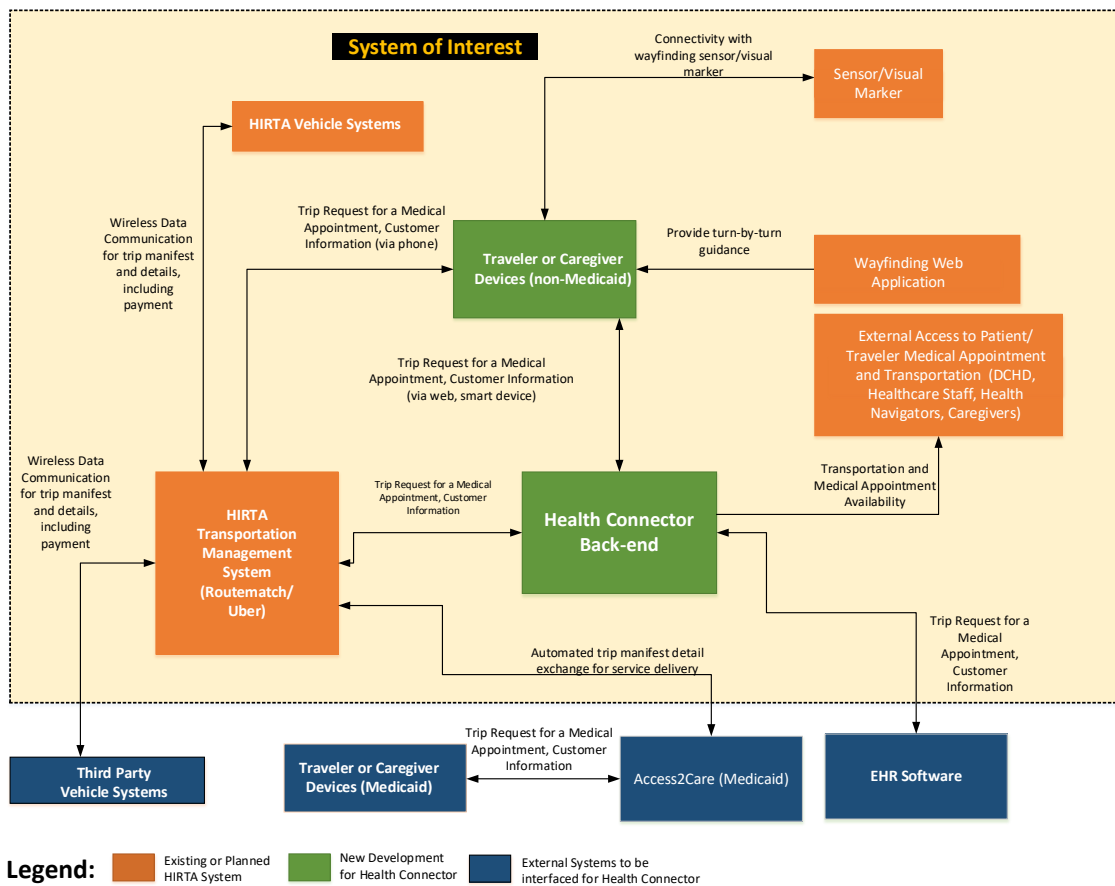 System of Interest
Connectivity with
wayfinding sensor/visual
marker
Sensor/Visual
Marker
HIRTA Vehicle Systems
Wireless Data
Communication
for trip manifest
and details,
including
payment
Trip Request for a Medical
Appointment, Customer
Information (via phone)
Traveler or Caregiver
Devices (non-Medicaid)
Provide turn-by-turn
guidance
Wayfinding Web
Application
External Access to Patient/
Traveler Medical Appointment
and Transportation (DCHD,
Healthcare Staff, Health
Navigators, Caregivers)
Trip Request for a Medical
Appointment, Customer Information
(via web, smart device)
Wireless Data
Communication
for trip manifest
and details,
including
payment
HIRTA
Transportation
Management
System
(Routematch/
Uber)
Trip Request for a Medical
Appointment, Customer
Information
Health Connector
Back-end
Transportation and
Medical Appointment
Availability
Automated trip manifest detail
exchange for service delivery
Trip Request for a
Medical
Appointment,
Customer
Information
Third Party
Vehicle Systems
Traveler or Caregiver
Devices (Medicaid)
Trip Request for a Medical
Appointment, Customer
Information
Access2Care (Medicaid)
EHR Software
Legend:
Existing or Planned
HIRTA System
New Development
for Health Connector
External Systems to be
interfaced for Health Connector